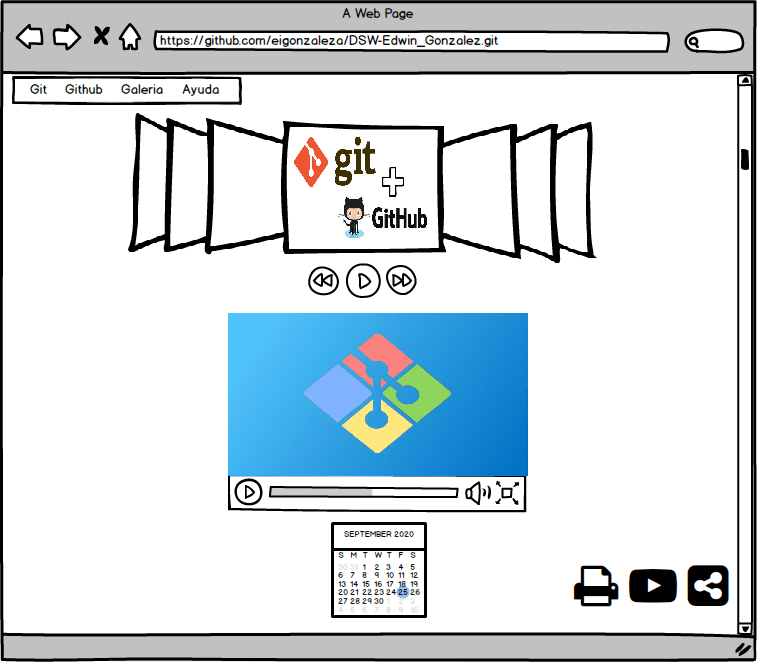 A Web Page
https://github.com/eigonzaleza/DSW-Edwin_Gonzalez.git
Git Github Galeria Ayuda
git
GitHub
SEPTEMBER 2020
S M T W T F S
30 31 1 2 3 4 5
6 7 8 9 10 11 12
13 14 15 16 17 18 19
20 21 22 23 24 25 26
27 28 29 30 1 2 3
4 5 6 7 8 9 10